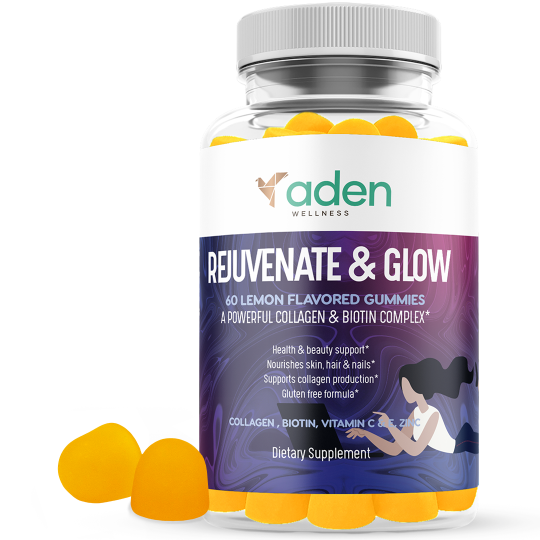 aden
WELLNESS
REJUVENATE & GLOW
60 LEMON FLAVORED GUMMIES
A POWERFUL COLLAGEN & BIOTIN COMPLEX*
Health & beauty support*
Nourishes skin, hair & nails*
Supports collagen production*
Gluten free formula*
COLLAGEN , BIOTIN, VITAMIN C & E, ZINC
Dietary Supplement